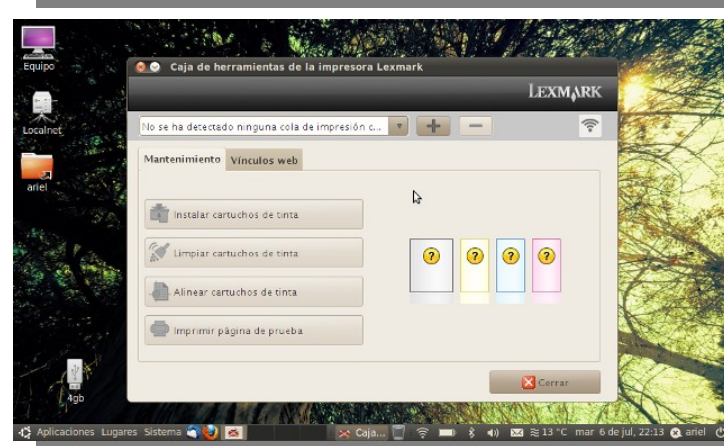 Equipo
Localnet
ariel
4gb
Caja de herramientas de la impresora Lexmark
LEXMARK
No se ha detectado ninguna cola de impresión c...
Mantenimiento
Vínculos web
Instalar cartuchos de tinta
Limpiar cartuchos de tinta
Alinear cartuchos de tinta
Imprimir página de prueba
? ? ? ?
Cerrar
Aplicaciones Lugares Sistema Caja... 13 °C mar 6 de jul, 22:13 ariel